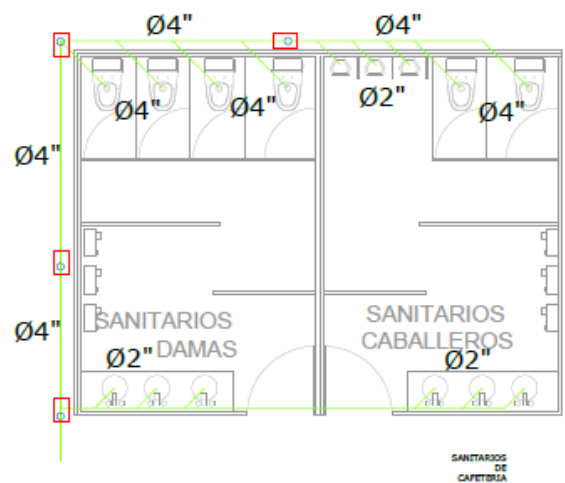 Ø4" Ø4"
Ø4" Ø4" Ø2" Ø4"
Ø4"
Ø4"
SANITARIOS
DAMAS
SANITARIOS
CABALLEROS
Ø2" Ø2"
SANITARIOS
DE
CAFETERIA